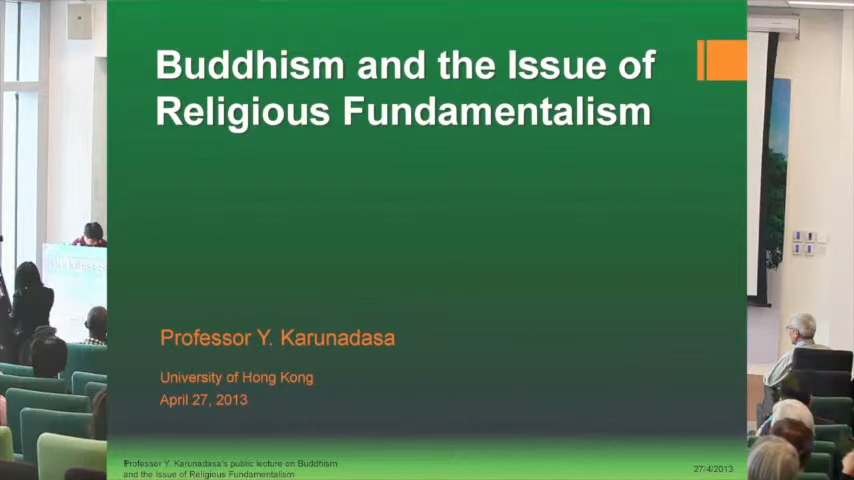 Buddhism and the Issue of
Religious Fundamentalism
Professor Y. Karunadasa
University of Hong Kong
April 27, 2013
Professor Y. Karunadasa's public lecture on Buddhism
and the Issue of Religious Fundamentalism
27/4/2013